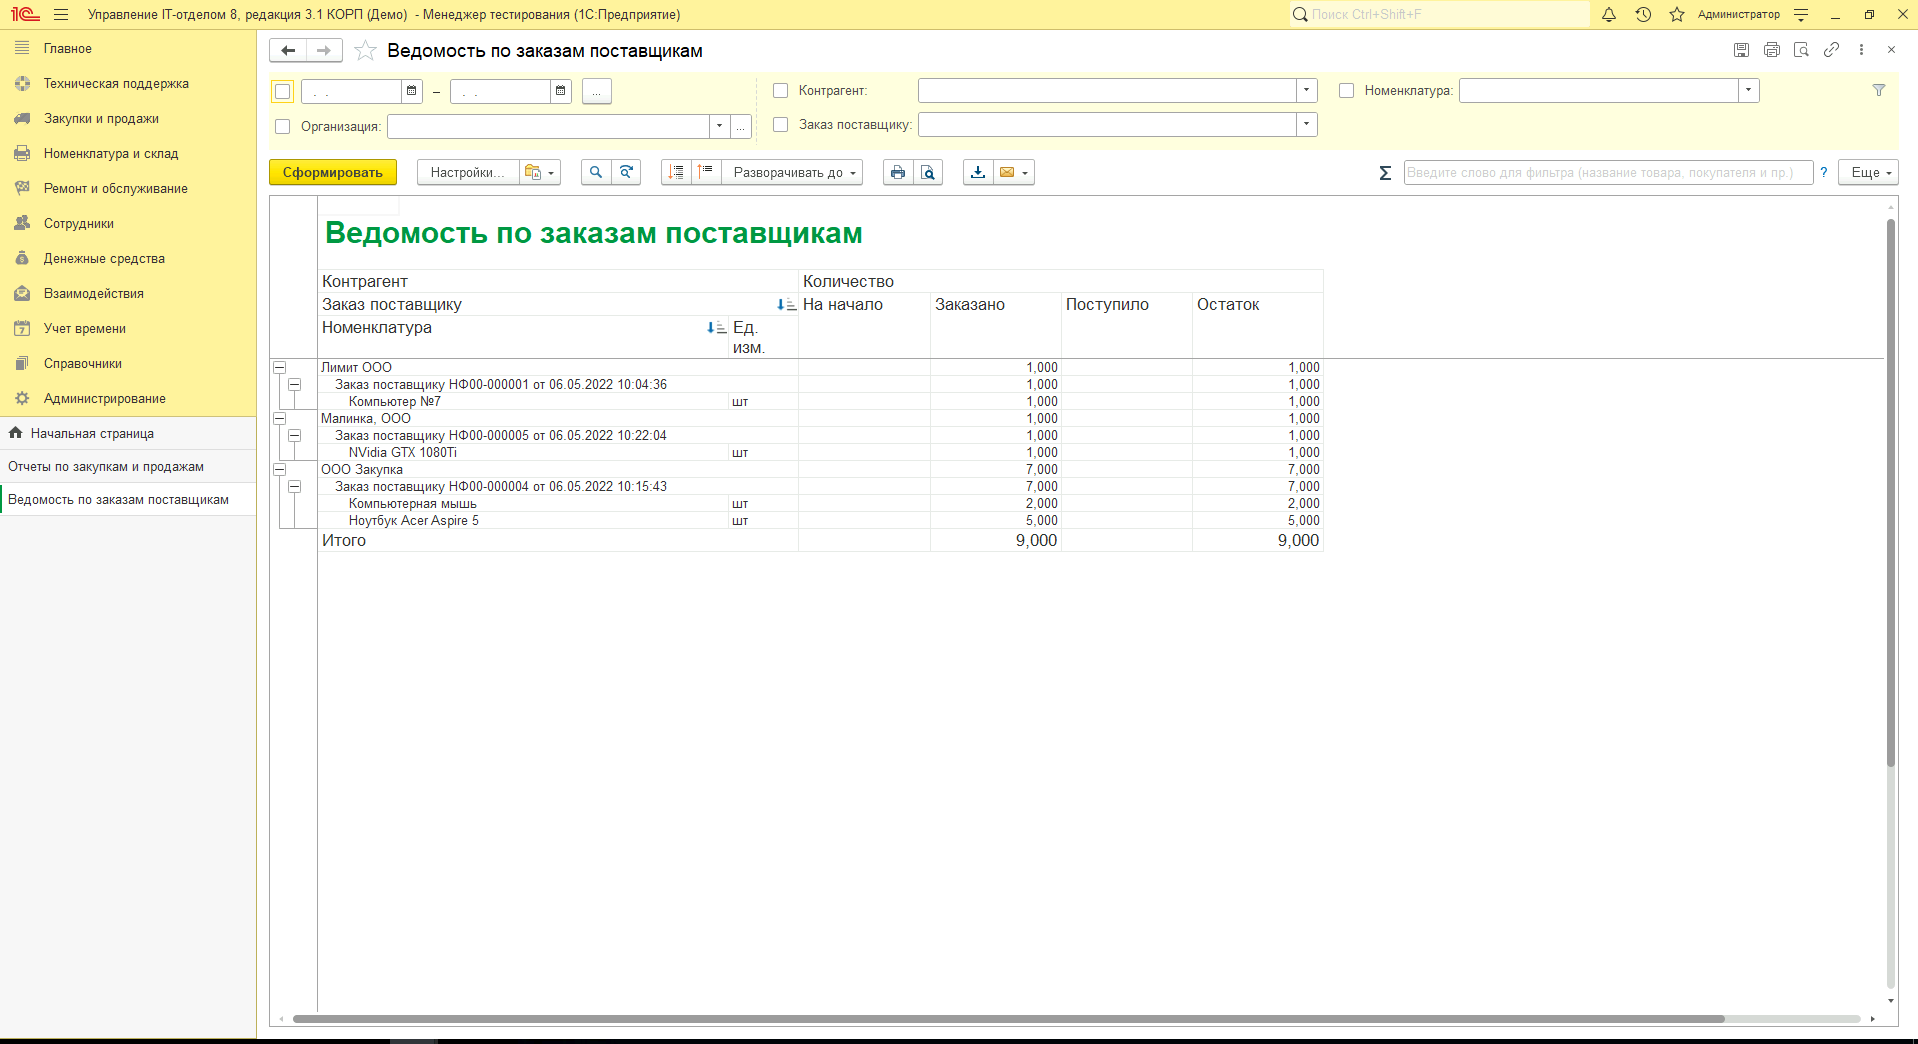 Управление IT-отделом 8, редакция 3.1 КОРП (Демо) - Менеджер тестирования (1С:Предприятие)
Поиск Ctrl+Shift+F
Администратор
Главное
Техническая поддержка
Закупки и продажи
Номенклатура и склад
Ремонт и обслуживание
Сотрудники
Денежные средства
Взаимодействия
Учет времени
Справочники
Администрирование
Начальная страница
Отчеты по закупкам и продажам
Ведомость по заказам поставщикам
Ведомость по заказам поставщикам
. . – . . ...
Контрагент:
Номенклатура:
Организация: ...
Заказ поставщику:
Сформировать Настройки... Разворачивать до Σ Введите слово для фильтра (название товара, покупателя и пр.) ? Еще
Ведомость по заказам поставщикам
Контрагент Количество
Заказ поставщику На начало Заказано Поступило Остаток
Номенклатура Ед. изм.
Лимит ООО 1,000 1,000
Заказ поставщику НФ00-000001 от 06.05.2022 10:04:36 1,000 1,000
Компьютер №7 шт 1,000 1,000
Малинка, ООО 1,000 1,000
Заказ поставщику НФ00-000005 от 06.05.2022 10:22:04 1,000 1,000
NVidia GTX 1080Ti шт 1,000 1,000
ООО Закупка 7,000 7,000
Заказ поставщику НФ00-000004 от 06.05.2022 10:15:43 7,000 7,000
Компьютерная мышь шт 2,000 2,000
Ноутбук Acer Aspire 5 шт 5,000 5,000
Итого 9,000 9,000